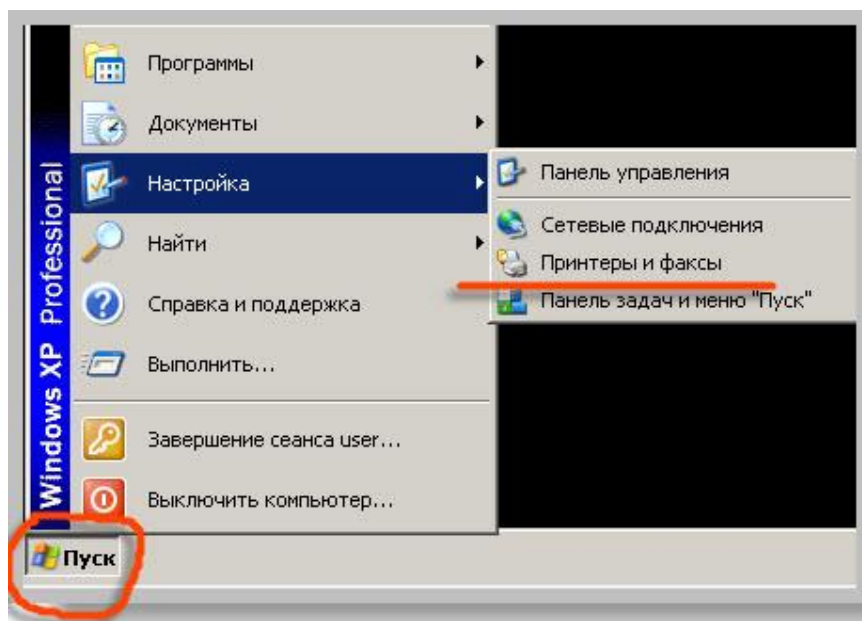 Программы
Документы
Настройка
Найти
Справка и поддержка
Выполнить...
Завершение сеанса user...
Выключить компьютер...
Панель управления
Сетевые подключения
Принтеры и факсы
Панель задач и меню "Пуск"
Windows XP Professional
Пуск